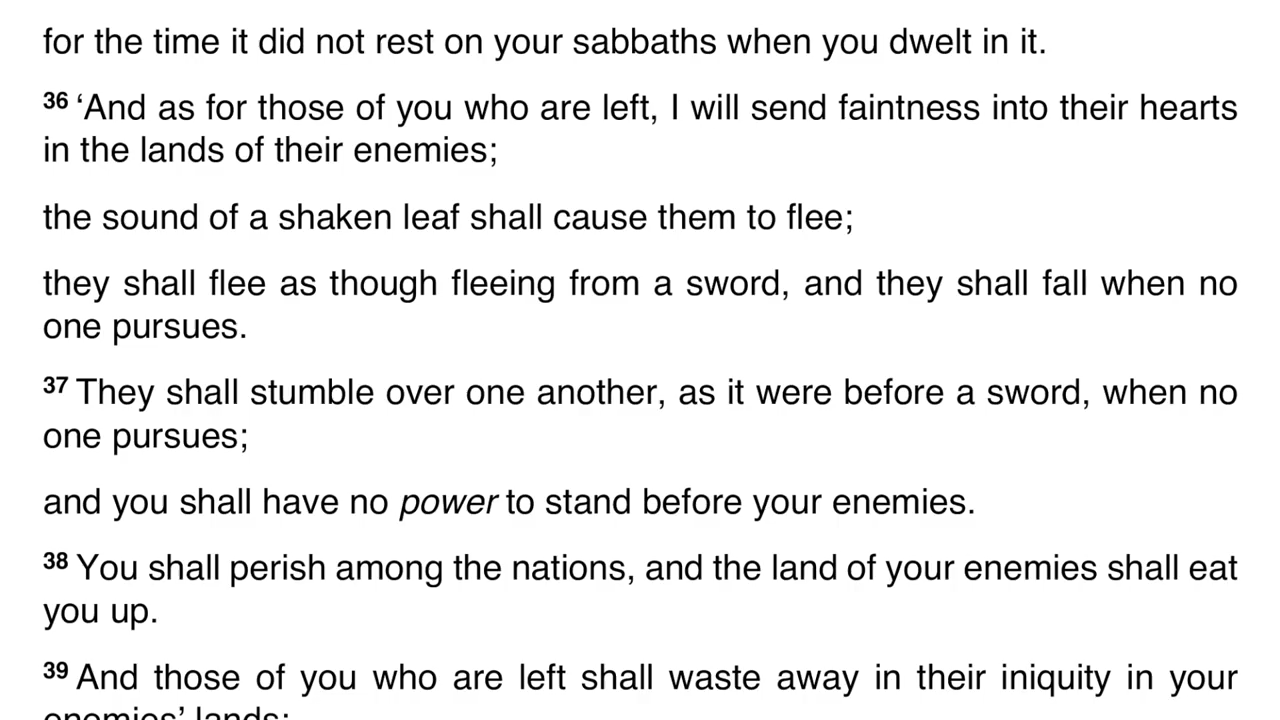 for the time it did not rest on your sabbaths when you dwelt in it.
36 ‘And as for those of you who are left, I will send faintness into their hearts
in the lands of their enemies;
the sound of a shaken leaf shall cause them to flee;
they shall flee as though fleeing from a sword, and they shall fall when no
one pursues.
37 They shall stumble over one another, as it were before a sword, when no
one pursues;
and you shall have no power to stand before your enemies.
38 You shall perish among the nations, and the land of your enemies shall eat
you up.
39 And those of you who are left shall waste away in their iniquity in your
enemies’ lands;